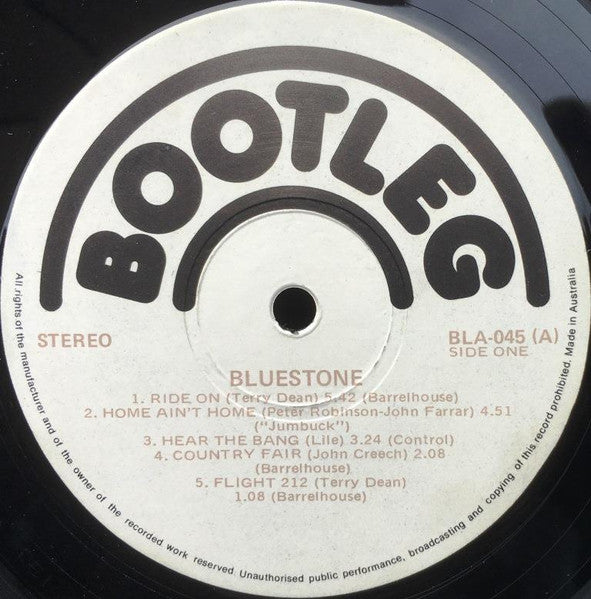 BOOTLEG
STEREO
BLA-045 (A)
SIDE ONE
BLUESTONE
1. RIDE ON (Terry Dean) 5.42 (Barrelhouse)
2. HOME AIN'T HOME (Peter Robinson-John Farrar) 4.51
("Jumbuck")
3. HEAR THE BANG (Lile) 3.24 (Control)
4. COUNTRY FAIR (John Creech) 2.08
(Barrelhouse)
5. FLIGHT 212 (Terry Dean)
1.08 (Barrelhouse)
All rights of the manufacturer and of the owner of the recorded work reserved. Unauthorised public performance, broadcasting and copying of this record prohibited. Made in Australia